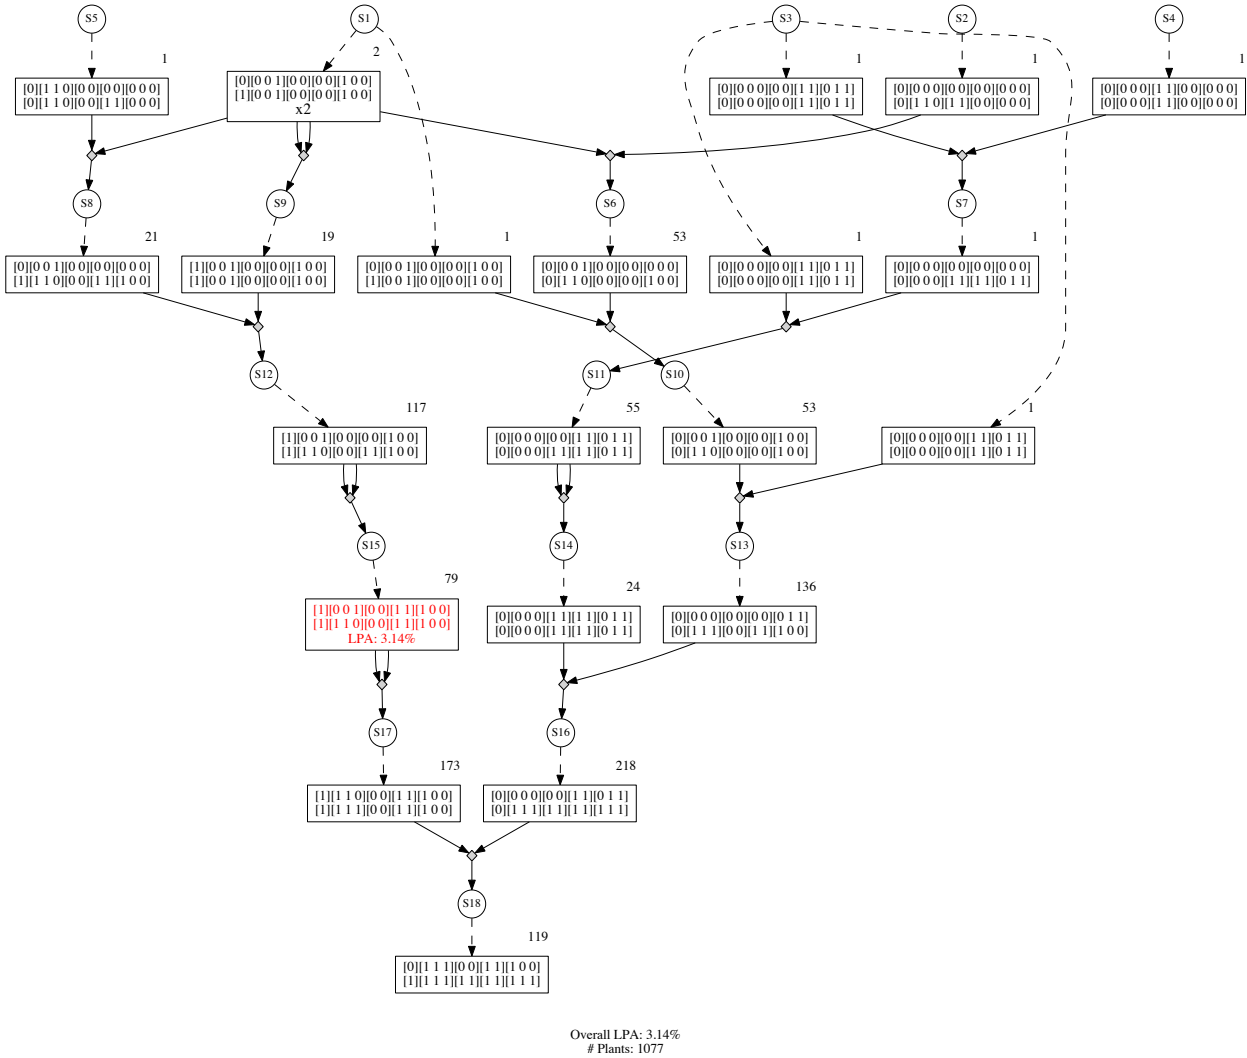 S5
S1
S3
S2
S4
1
2
1
1
1
[0][1 1 0][0 0][0 0][0 0 0]
[0][1 1 0][0 0][1 1][0 0 0]
[0][0 0 1][0 0][0 0][1 0 0]
[1][0 0 1][0 0][0 0][1 0 0]
x2
[0][0 0 0][0 0][1 1][0 1 1]
[0][0 0 0][0 0][1 1][0 1 1]
[0][0 0 0][0 0][0 0][0 0 0]
[0][1 1 0][1 1][0 0][0 0 0]
[0][0 0 0][1 1][0 0][0 0 0]
[0][0 0 0][1 1][0 0][0 0 0]
S8
S9
S6
S7
21
19
1
53
1
1
[0][0 0 1][0 0][0 0][0 0 0]
[1][1 1 0][0 0][1 1][1 0 0]
[1][0 0 1][0 0][0 0][1 0 0]
[1][0 0 1][0 0][0 0][1 0 0]
[0][0 0 1][0 0][0 0][1 0 0]
[1][0 0 1][0 0][0 0][1 0 0]
[0][0 0 1][0 0][0 0][0 0 0]
[0][1 1 0][0 0][0 0][1 0 0]
[0][0 0 0][0 0][1 1][0 1 1]
[0][0 0 0][0 0][1 1][0 1 1]
[0][0 0 0][0 0][0 0][0 0 0]
[0][0 0 0][1 1][1 1][0 1 1]
S12
S11
S10
117
55
53
1
[1][0 0 1][0 0][0 0][1 0 0]
[1][1 1 0][0 0][1 1][1 0 0]
[0][0 0 0][0 0][1 1][0 1 1]
[0][0 0 0][1 1][1 1][0 1 1]
[0][0 0 1][0 0][0 0][1 0 0]
[0][1 1 0][0 0][0 0][1 0 0]
[0][0 0 0][0 0][1 1][0 1 1]
[0][0 0 0][0 0][1 1][0 1 1]
S15
S14
S13
79
24
136
[1][0 0 1][0 0][1 1][1 0 0]
[1][1 1 0][0 0][1 1][1 0 0]
LPA: 3.14%
[0][0 0 0][1 1][1 1][0 1 1]
[0][0 0 0][1 1][1 1][0 1 1]
[0][0 0 0][0 0][0 0][0 1 1]
[0][1 1 1][0 0][1 1][1 0 0]
S17
S16
173
218
[1][1 1 0][0 0][1 1][1 0 0]
[1][1 1 1][0 0][1 1][1 0 0]
[0][0 0 0][0 0][1 1][0 1 1]
[0][1 1 1][1 1][1 1][1 1 1]
S18
119
[0][1 1 1][0 0][1 1][1 0 0]
[1][1 1 1][1 1][1 1][1 1 1]
Overall LPA: 3.14%
# Plants: 1077